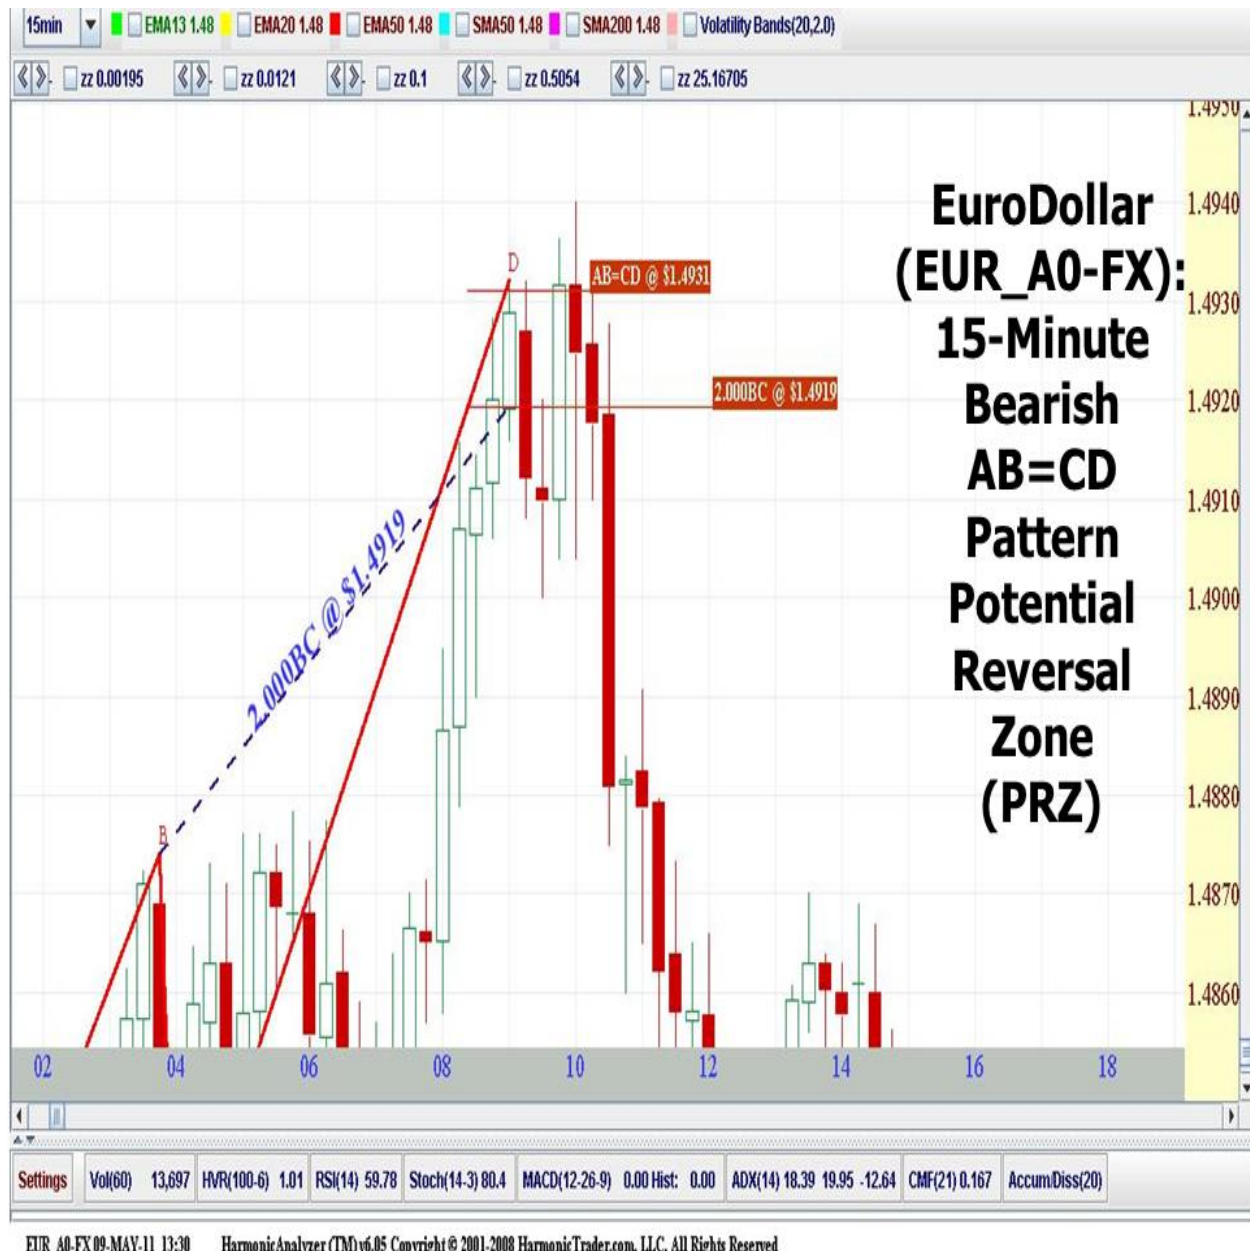 15min EMA13 1.48 EMA20 1.48 EMA50 1.48 SMA50 1.48 SMA200 1.48 Volatility Bands(20,2.0)
zz 0.00195 zz 0.0121 zz 0.1 zz 0.5054 zz 25.16705
1.4950
EuroDollar
(EUR_A0-FX):
15-Minute
Bearish
AB=CD
Pattern
Potential
Reversal
Zone
(PRZ)
1.4940
D
AB=CD @ $1.4931
1.4930
2.000BC @ $1.4919
1.4920
2.000BC @ $1.4919
1.4910
1.4900
1.4890
1.4880
B
1.4870
1.4860
02 04 06 08 10 12 14 16 18
Settings Vol(60) 13,697 HVR(100-6) 1.01 RSI(14) 59.78 Stoch(14-3) 80.4 MACD(12-26-9) 0.00 Hist: 0.00 ADX(14) 18.39 19.95 -12.64 CMF(21) 0.167 Accum/Diss(20)
EUR_A0-FX 09-MAY-11 13:30 HarmonicAnalyzer (TM) v6.05 Copyright © 2001-2008 HarmonicTrader.com, LLC. All Rights Reserved